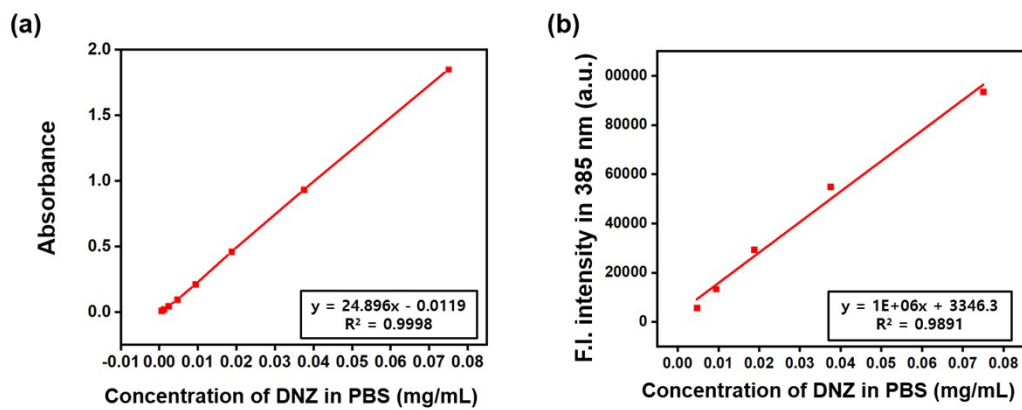 (a)
2.0
1.5
1.0
0.5
0.0
Absorbance
y = 24.896x - 0.0119
R² = 0.9998
-0.01 0.00 0.01 0.02 0.03 0.04 0.05 0.06 0.07 0.08
Concentration of DNZ in PBS (mg/mL)
(b)
00000
80000
60000
40000
20000
0
F.I. intensity in 385 nm (a.u.)
y = 1E+06x + 3346.3
R² = 0.9891
0.00 0.01 0.02 0.03 0.04 0.05 0.06 0.07 0.08
Concentration of DNZ in PBS (mg/mL)